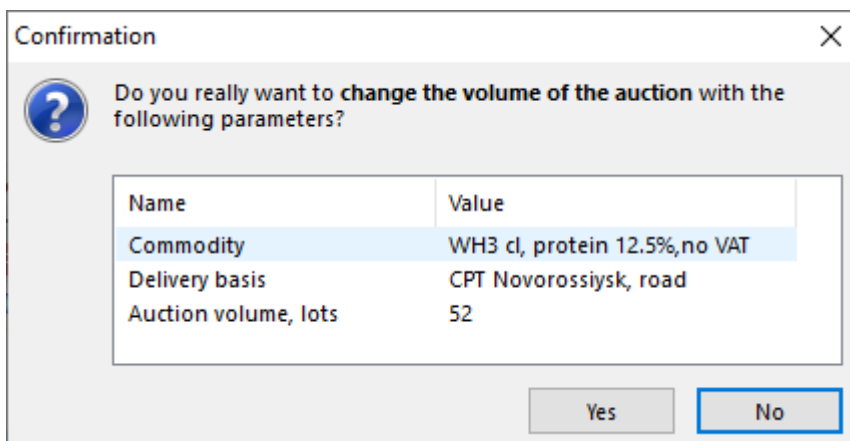 Confirmation
Do you really want to change the volume of the auction with the
following parameters?
Name Value
Commodity WH3 cl, protein 12.5%,no VAT
Delivery basis CPT Novorossiysk, road
Auction volume, lots 52
Yes No